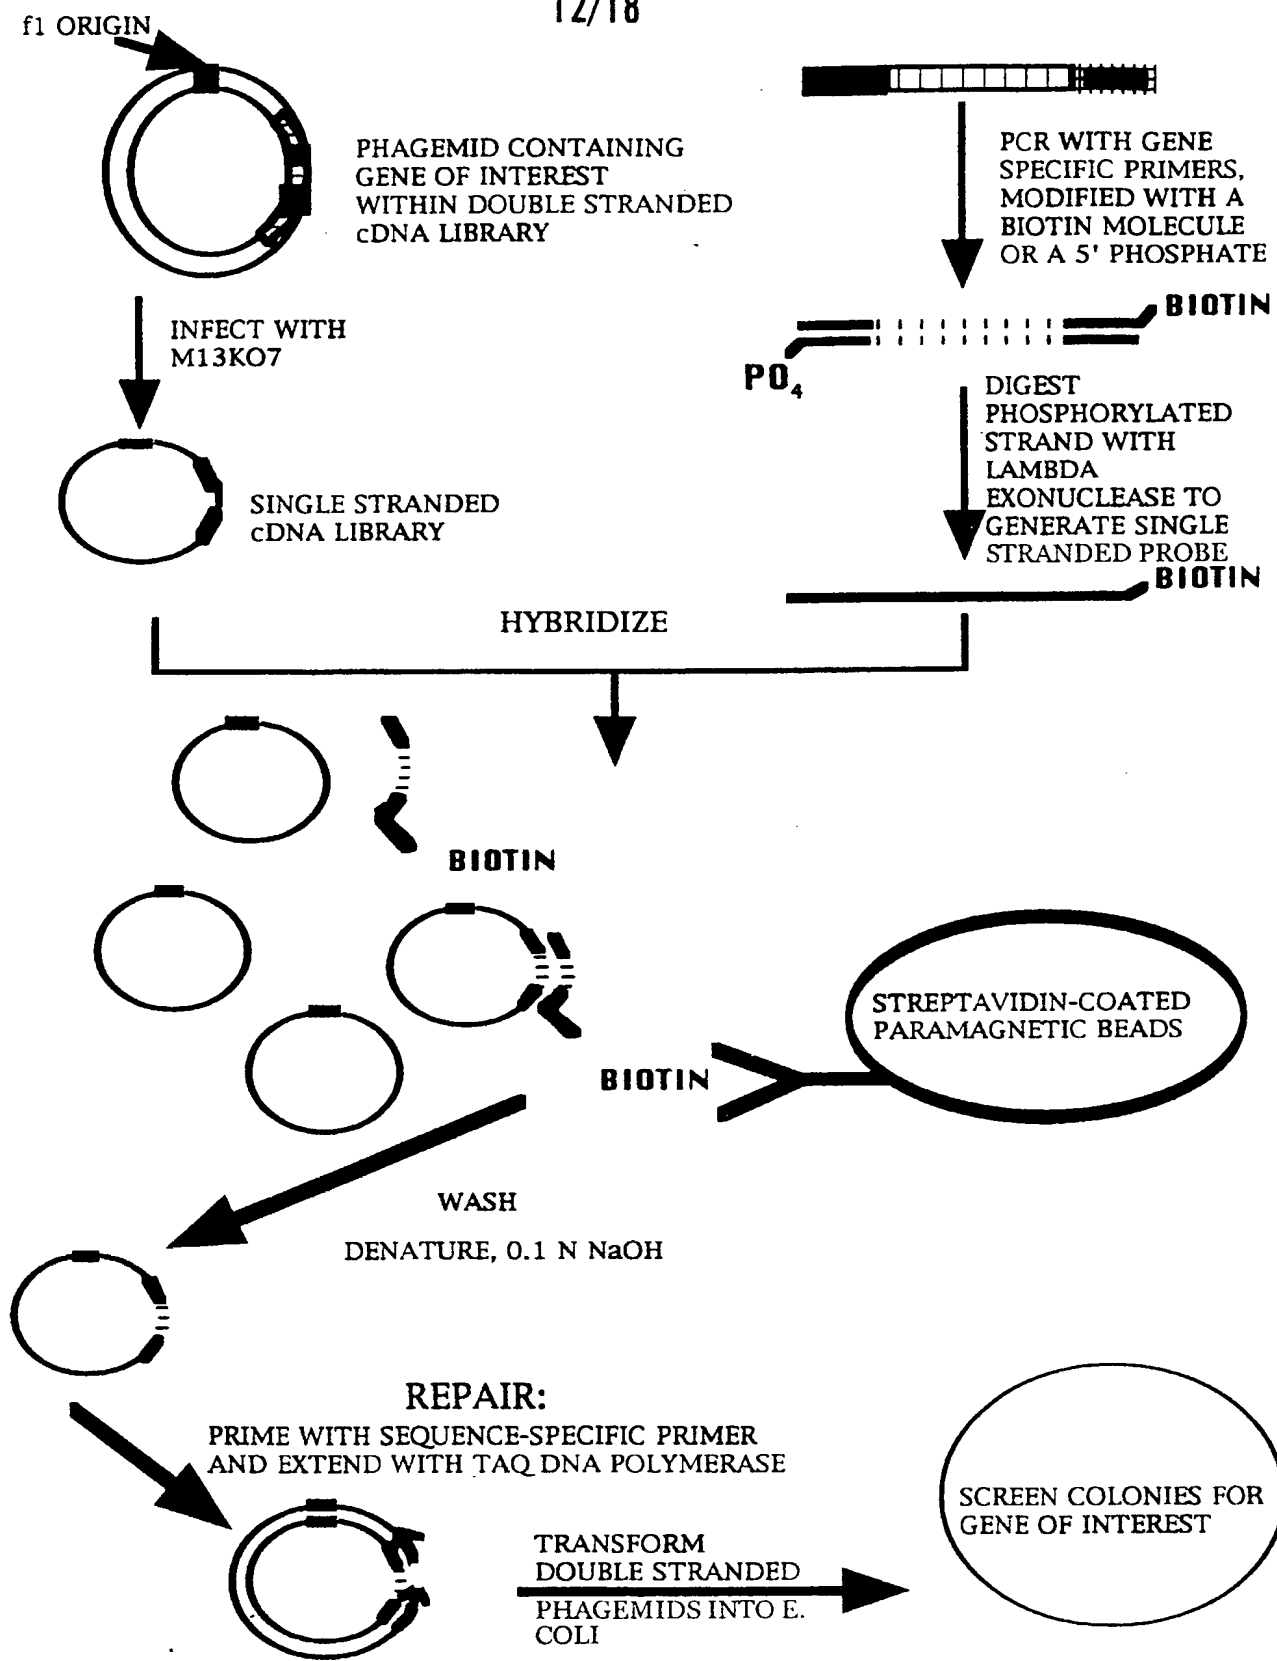 12/18
f1 ORIGIN
PHAGEMID CONTAINING
GENE OF INTEREST
WITHIN DOUBLE STRANDED
cDNA LIBRARY
INFECT WITH
M13KO7
SINGLE STRANDED
cDNA LIBRARY
PCR WITH GENE
SPECIFIC PRIMERS,
MODIFIED WITH A
BIOTIN MOLECULE
OR A 5' PHOSPHATE
BIOTIN
PO4
DIGEST
PHOSPHORYLATED
STRAND WITH
LAMBDA
EXONUCLEASE TO
GENERATE SINGLE
STRANDED PROBE
BIOTIN
HYBRIDIZE
BIOTIN
STREPTAVIDIN-COATED
PARAMAGNETIC BEADS
BIOTIN
WASH
DENATURE, 0.1 N NaOH
REPAIR:
PRIME WITH SEQUENCE-SPECIFIC PRIMER
AND EXTEND WITH TAQ DNA POLYMERASE
TRANSFORM
DOUBLE STRANDED
PHAGEMIDS INTO E.
COLI
SCREEN COLONIES FOR
GENE OF INTEREST